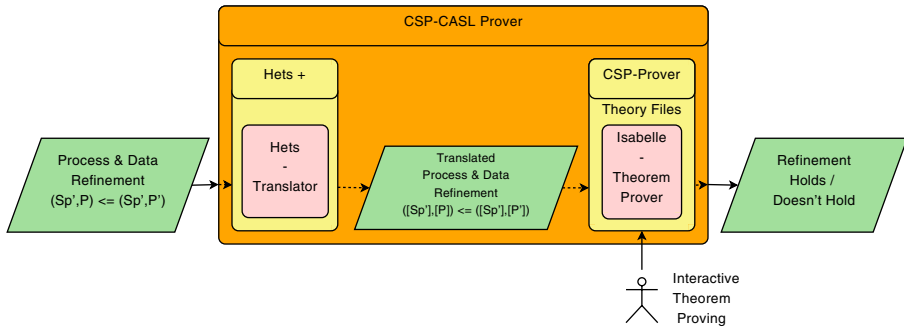 CSP-CASL Prover
Hets +
CSP-Prover
Theory Files
Process & Data
Refinement
(Sp',P) <= (Sp',P')
Hets
-
Translator
Translated
Process & Data
Refinement
([Sp'],[P]) <= ([Sp'],[P'])
Isabelle
-
Theorem
Prover
Refinement
Holds /
Doesn't Hold
Interactive
Theorem
Proving